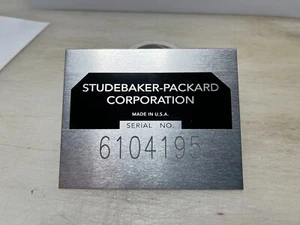 STUDEBAKER-PACKARD
CORPORATION
MADE IN U.S.A.
SERIAL NO.
6104195